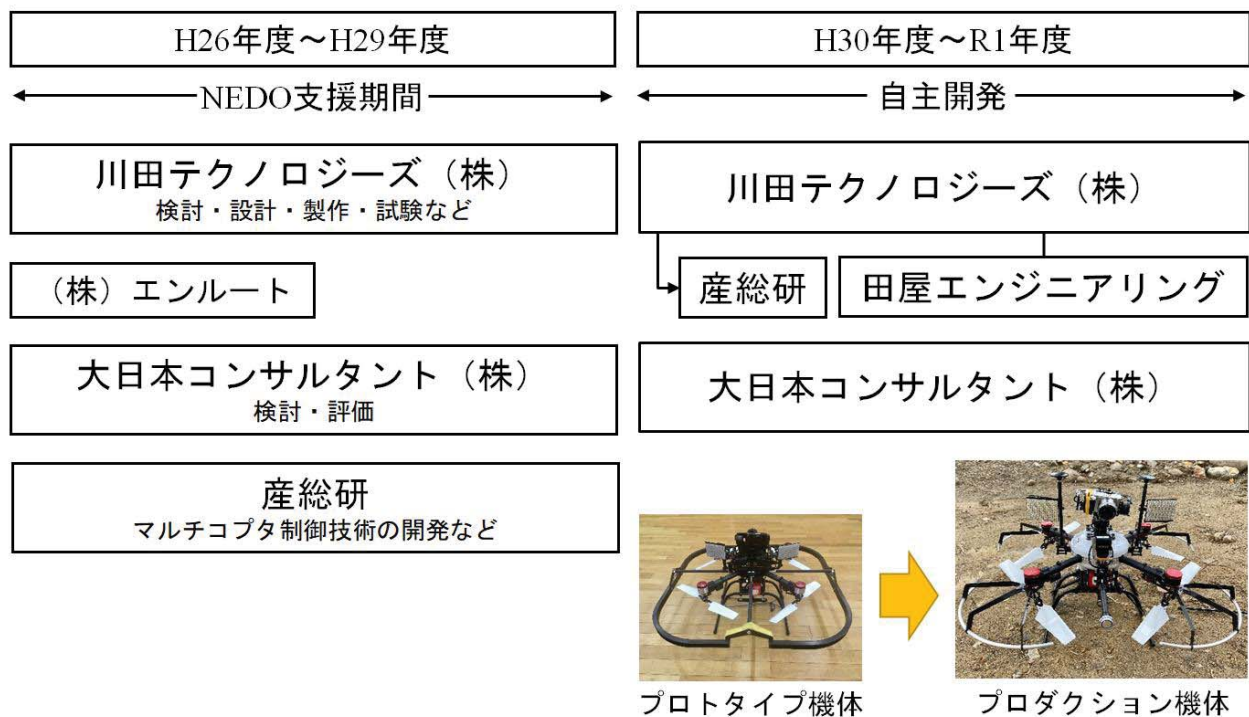 H26年度～H29年度
NEDO支援期間
川田テクノロジーズ（株）
検討・設計・製作・試験など
（株）エンルート
大日本コンサルタント（株）
検討・評価
産総研
マルチコプタ制御技術の開発など
H30年度～R1年度
自主開発
川田テクノロジーズ（株）
産総研
田屋エンジニアリング
大日本コンサルタント（株）
プロトタイプ機体
プロダクション機体